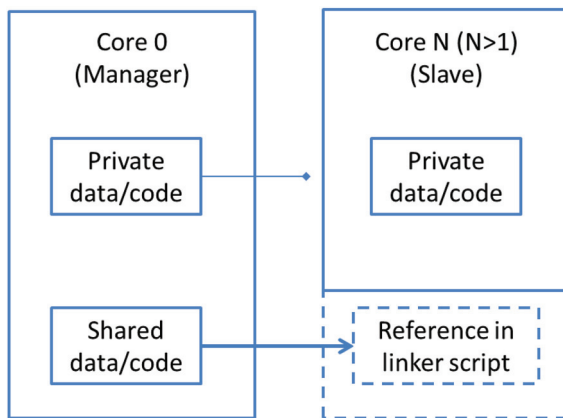 Core 0
(Manager)
Private
data/code
Shared
data/code
Core N (N>1)
(Slave)
Private
data/code
Reference in
linker script